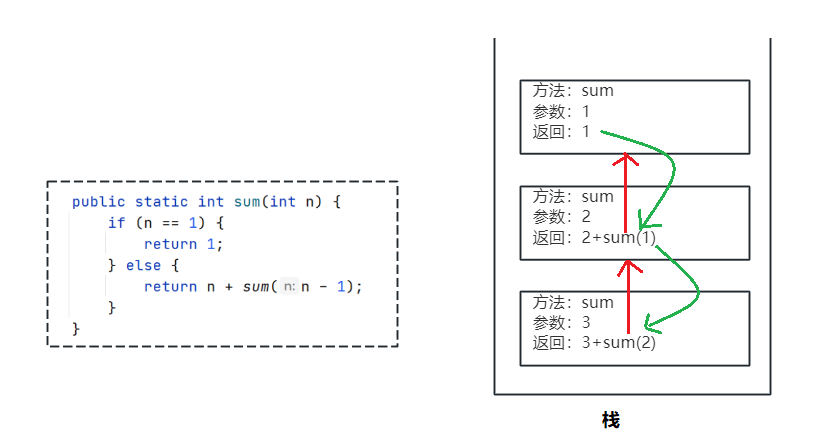 public static int sum(int n) {
    if (n == 1) {
        return 1;
    } else {
        return n + sum( n: n - 1);
    }
}
方法：sum
参数：1
返回：1
方法：sum
参数：2
返回：2+sum(1)
方法：sum
参数：3
返回：3+sum(2)
栈